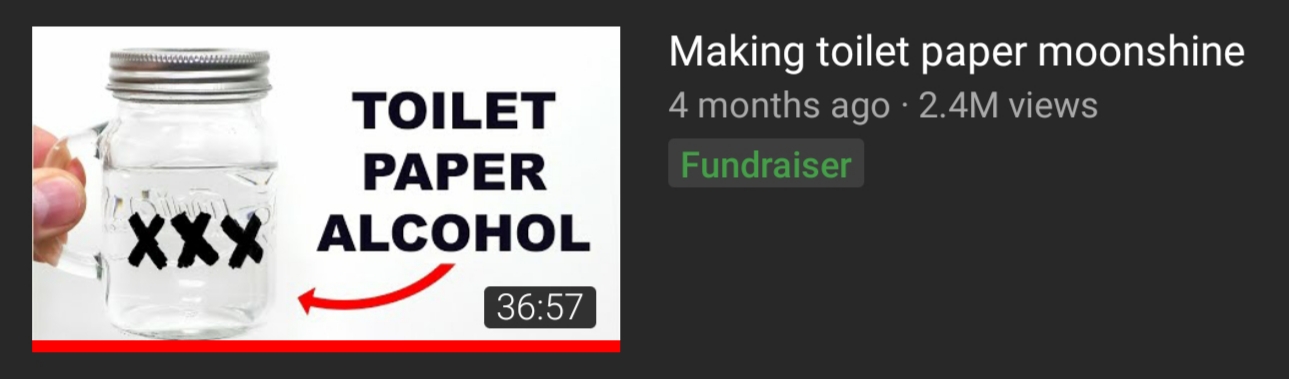 TOILET
PAPER
ALCOHOL
XXX
36:57
Making toilet paper moonshine
4 months ago · 2.4M views
Fundraiser